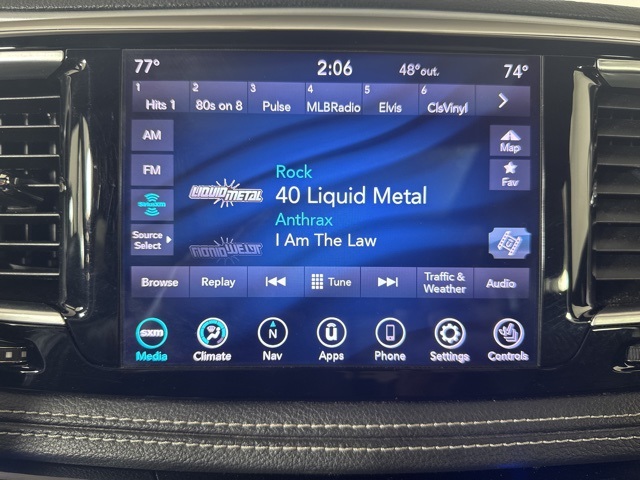 77° 2:06 48° out. 74°
1 2 3 4 5 6
Hits 1 80s on 8 Pulse MLBRadio Elvis ClsVinyl
AM
Map
FM
Fav
Rock
LIQUID METAL 40 Liquid Metal
Anthrax
I Am The Law
Source
Select
Browse Replay Tune Traffic & Weather Audio
sxm N ū
Media Climate Nav Apps Phone Settings Controls